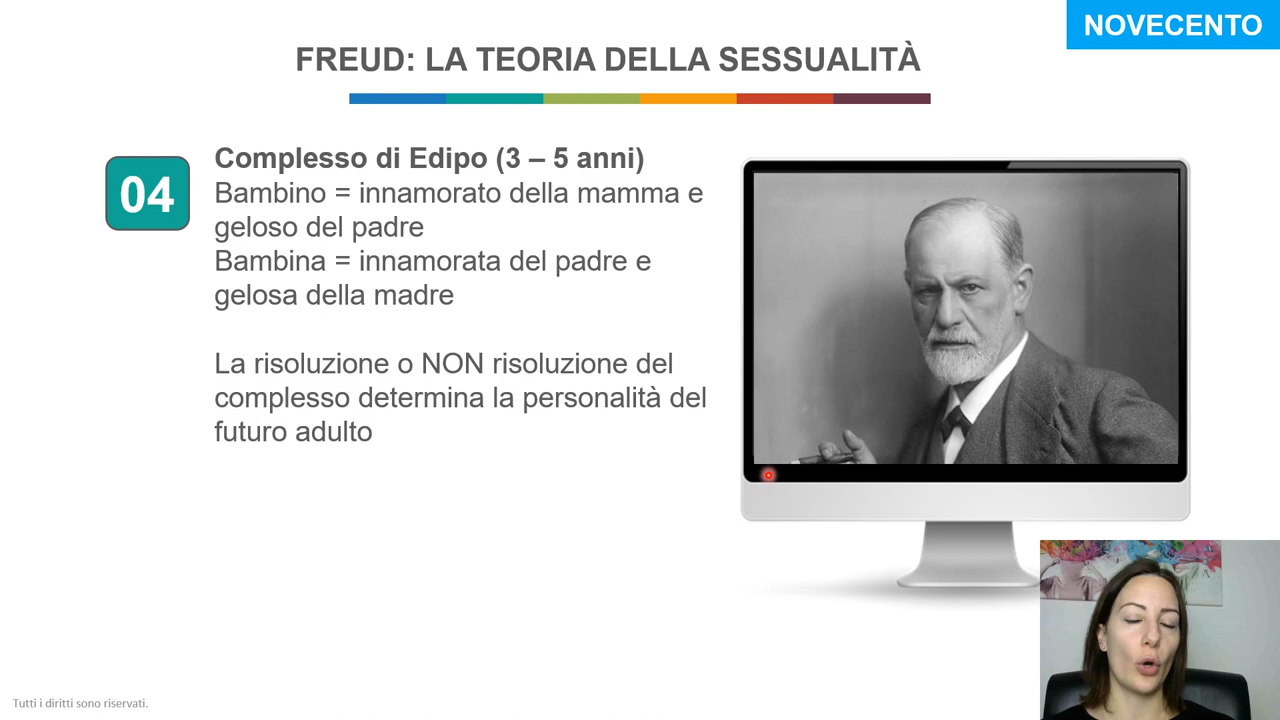 NOVECENTO
FREUD: LA TEORIA DELLA SESSUALITÀ
04
Complesso di Edipo (3 – 5 anni)
Bambino = innamorato della mamma e
geloso del padre
Bambina = innamorata del padre e
gelosa della madre
La risoluzione o NON risoluzione del
complesso determina la personalità del
futuro adulto
Tutti i diritti sono riservati.